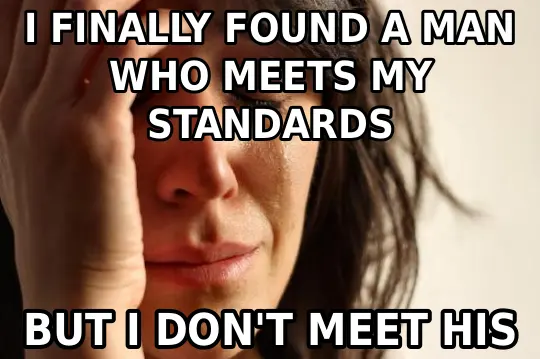 I FINALLY FOUND A MAN
WHO MEETS MY
STANDARDS
BUT I DON'T MEET HIS